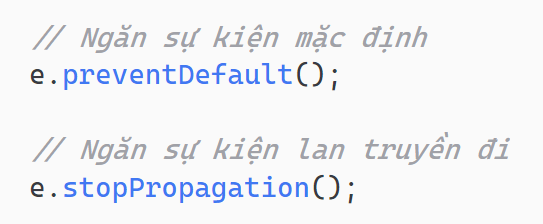 // Ngăn sự kiện mặc định
e.preventDefault();
// Ngăn sự kiện lan truyền đi
e.stopPropagation();